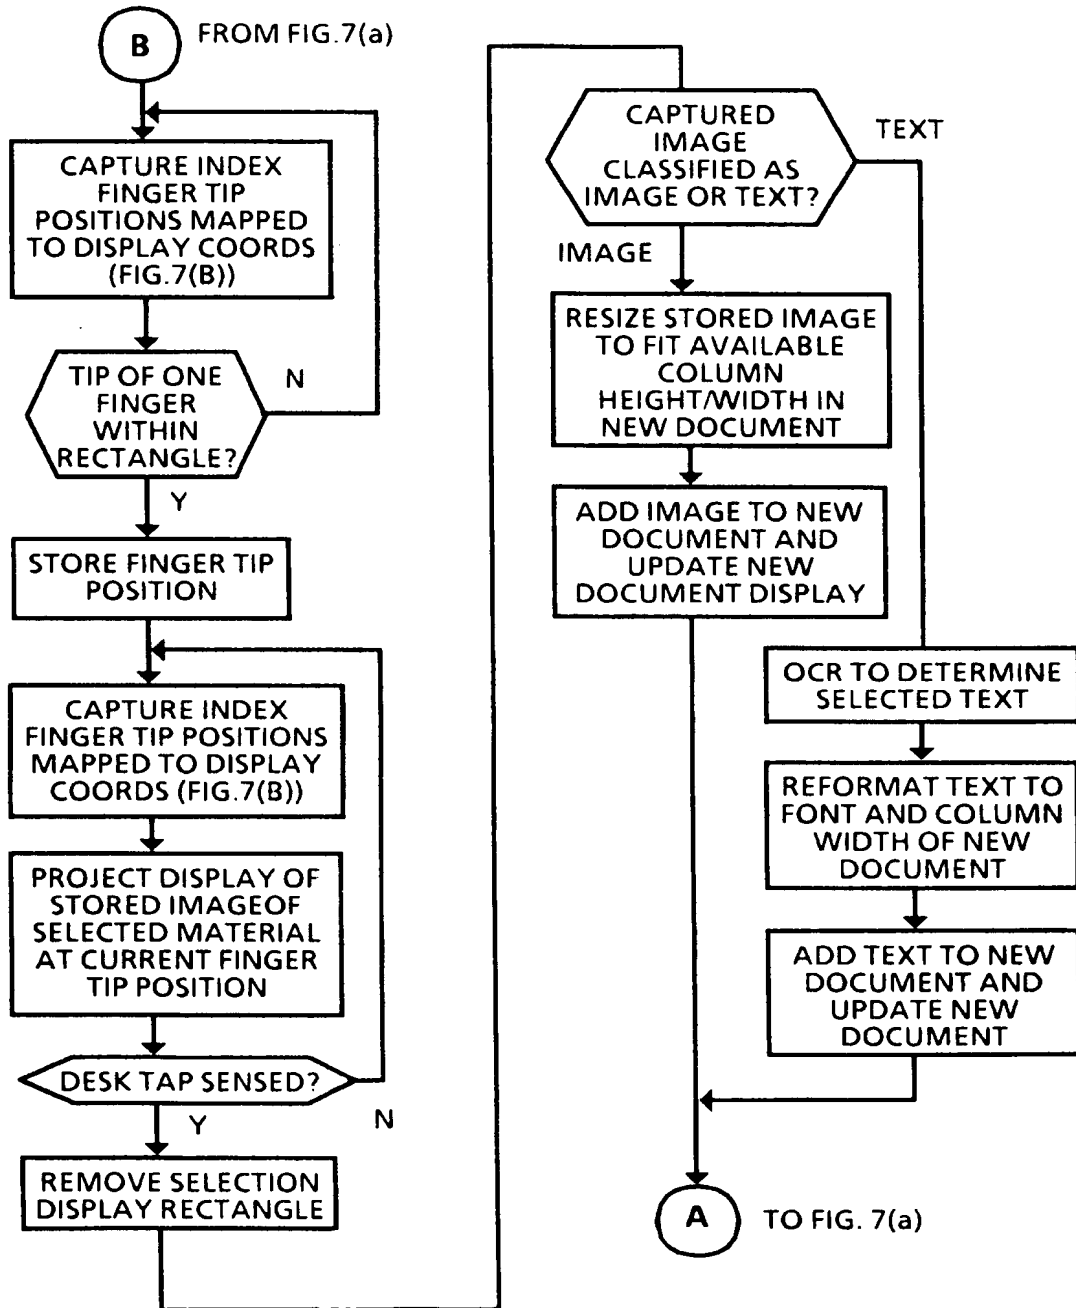 B
FROM FIG.7(a)
CAPTURE INDEX
FINGER TIP
POSITIONS MAPPED
TO DISPLAY COORDS
(FIG.7(B))
TIP OF ONE
FINGER
WITHIN
RECTANGLE?
N
Y
STORE FINGER TIP
POSITION
CAPTURE INDEX
FINGER TIP POSITIONS
MAPPED TO DISPLAY
COORDS (FIG.7(B))
PROJECT DISPLAY OF
STORED IMAGEOF
SELECTED MATERIAL
AT CURRENT FINGER
TIP POSITION
DESK TAP SENSED?
Y
N
REMOVE SELECTION
DISPLAY RECTANGLE
CAPTURED
IMAGE
CLASSIFIED AS
IMAGE OR TEXT?
TEXT
IMAGE
RESIZE STORED IMAGE
TO FIT AVAILABLE
COLUMN
HEIGHT/WIDTH IN
NEW DOCUMENT
ADD IMAGE TO NEW
DOCUMENT AND
UPDATE NEW
DOCUMENT DISPLAY
OCR TO DETERMINE
SELECTED TEXT
REFORMAT TEXT TO
FONT AND COLUMN
WIDTH OF NEW
DOCUMENT
ADD TEXT TO NEW
DOCUMENT AND
UPDATE NEW
DOCUMENT
A
TO FIG. 7(a)